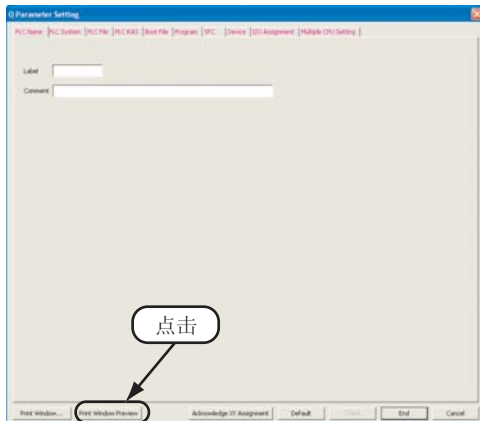 Q Parameter Setting
PLC Name PLC System PLC File PLC RAS Boot File Program SFC Device I/O Assignment Multiple CPU Setting
Label
Comment
点击
Print Window... Print Window Preview Acknowledge XY Assignment Default Check End Cancel